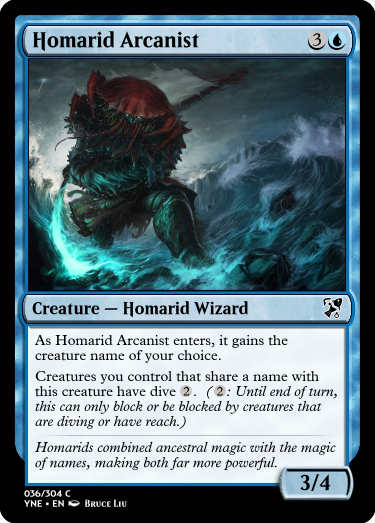 Homarid Arcanist 3
Creature — Homarid Wizard
As Homarid Arcanist enters, it gains the
creature name of your choice.
Creatures you control that share a name with
this creature have dive 2. (2: Until end of turn,
this can only block or be blocked by creatures that
are diving or have reach.)
Homarids combined ancestral magic with the magic
of names, making both far more powerful.
3/4
036/304 C
YNE • EN Bruce Liu